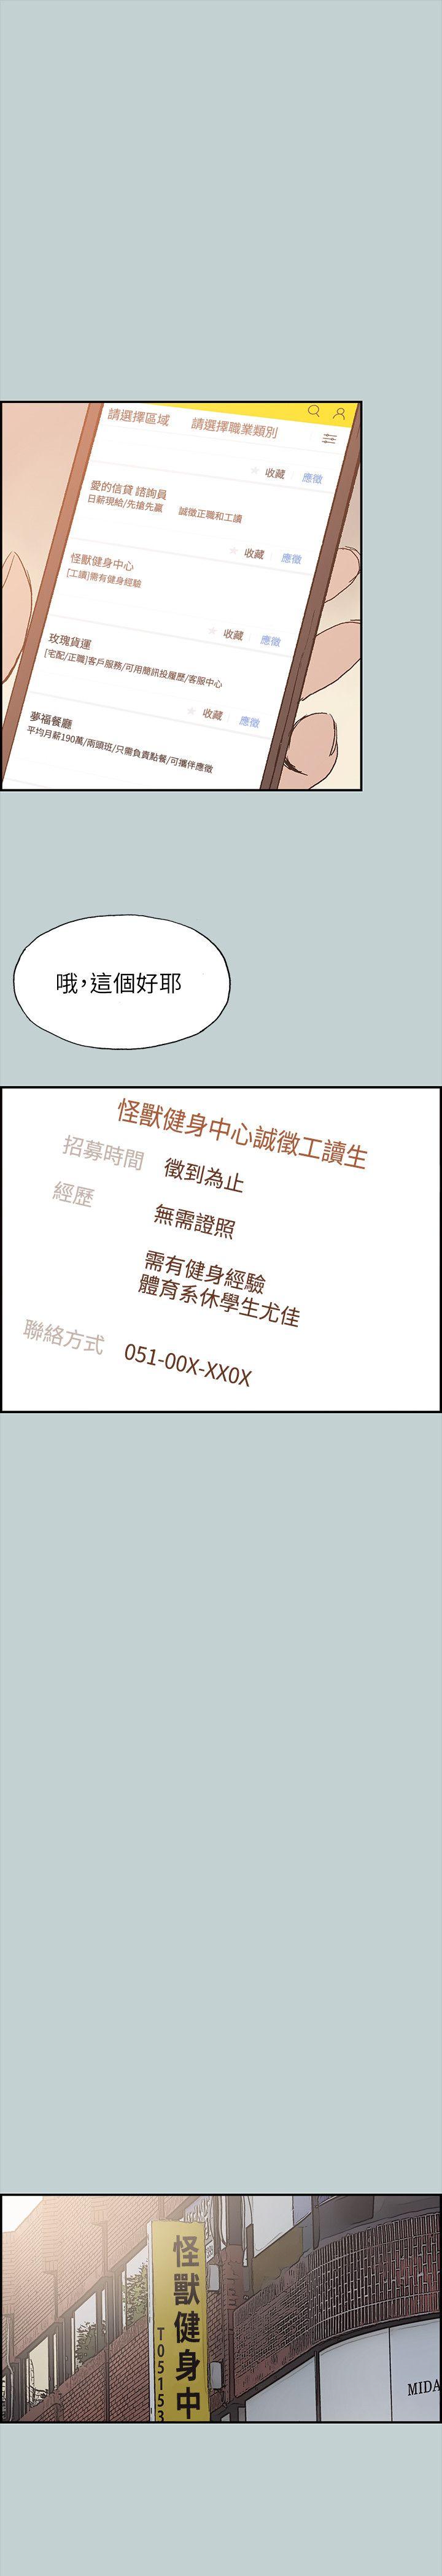 請選擇區域 請選擇職業類別
收藏 應徵
愛的信貸 諮詢員
日薪現給/先搶先贏 誠徵正職和工讀
收藏 應徵
怪獸健身中心
[工讀]需有健身經驗
收藏 應徵
玫瑰貨運
[宅配/正職]客戶服務/可用簡訊投履歷/客服中心
收藏 應徵
夢福餐廳
平均月薪190萬/兩頭班/只需負責點餐/可攜伴應徵
哦，這個好耶
怪獸健身中心誠徵工讀生
招募時間 徵到為止
經歷 無需證照
需有健身經驗
體育系休學生尤佳
聯絡方式 051-00X-XX0X
怪獸健身中
T05153
MIDA